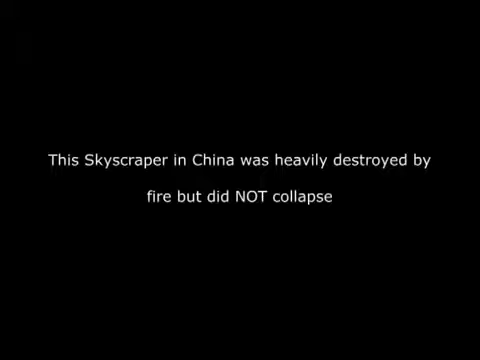 This Skyscraper in China was heavily destroyed by
fire but did NOT collapse